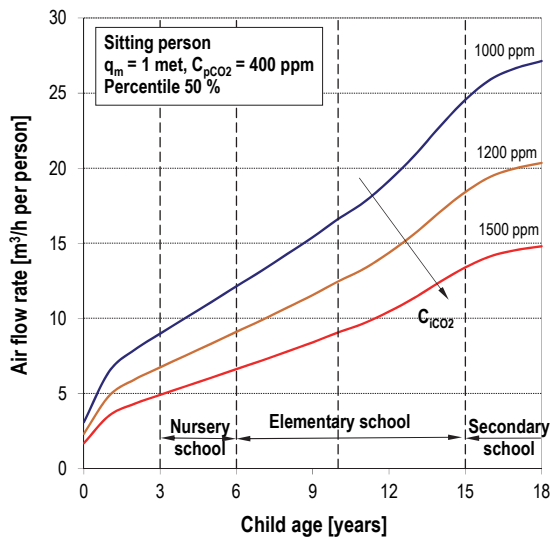 30
25
20
15
10
5
0
Air flow rate [m³/h per person]
Sitting person
qₘ = 1 met, C_pCO2 = 400 ppm
Percentile 50 %
1000 ppm
1200 ppm
1500 ppm
C_iCO2
Nursery
school
Elementary school
Secondary
school
0 3 6 9 12 15 18
Child age [years]